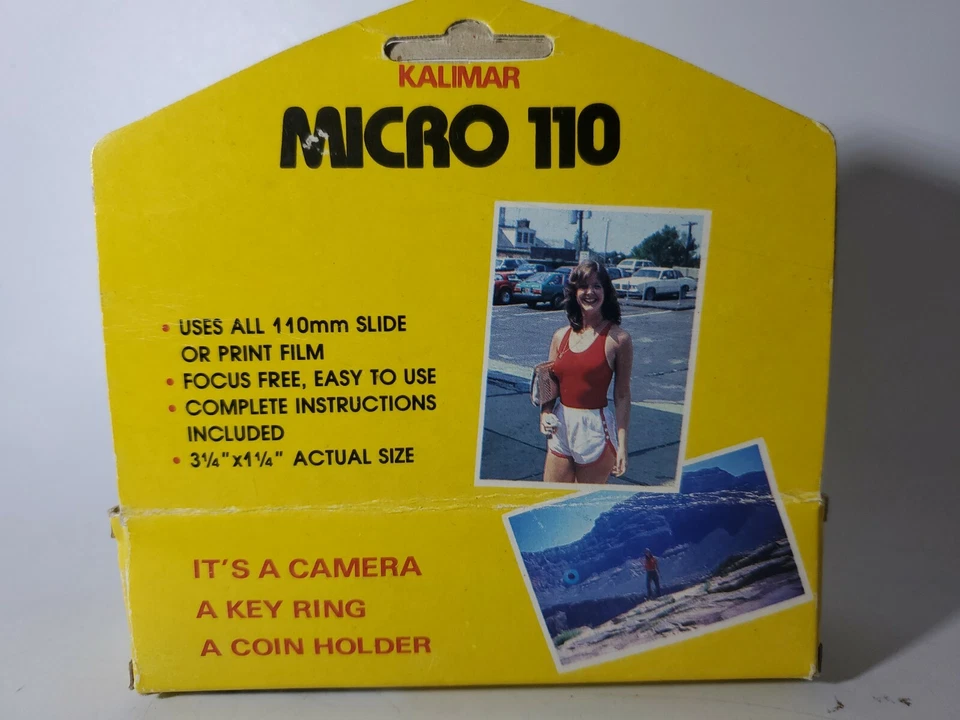 KALIMAR
MICRO 110
• USES ALL 110mm SLIDE
OR PRINT FILM
• FOCUS FREE, EASY TO USE
• COMPLETE INSTRUCTIONS
INCLUDED
• 3¼"x1¼" ACTUAL SIZE
IT'S A CAMERA
A KEY RING
A COIN HOLDER